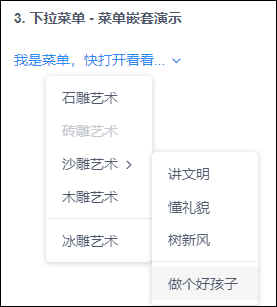 3. 下拉菜单 - 菜单嵌套演示
我是菜单，快打开看看...
石雕艺术
砖雕艺术
沙雕艺术
木雕艺术
冰雕艺术
讲文明
懂礼貌
树新风
做个好孩子